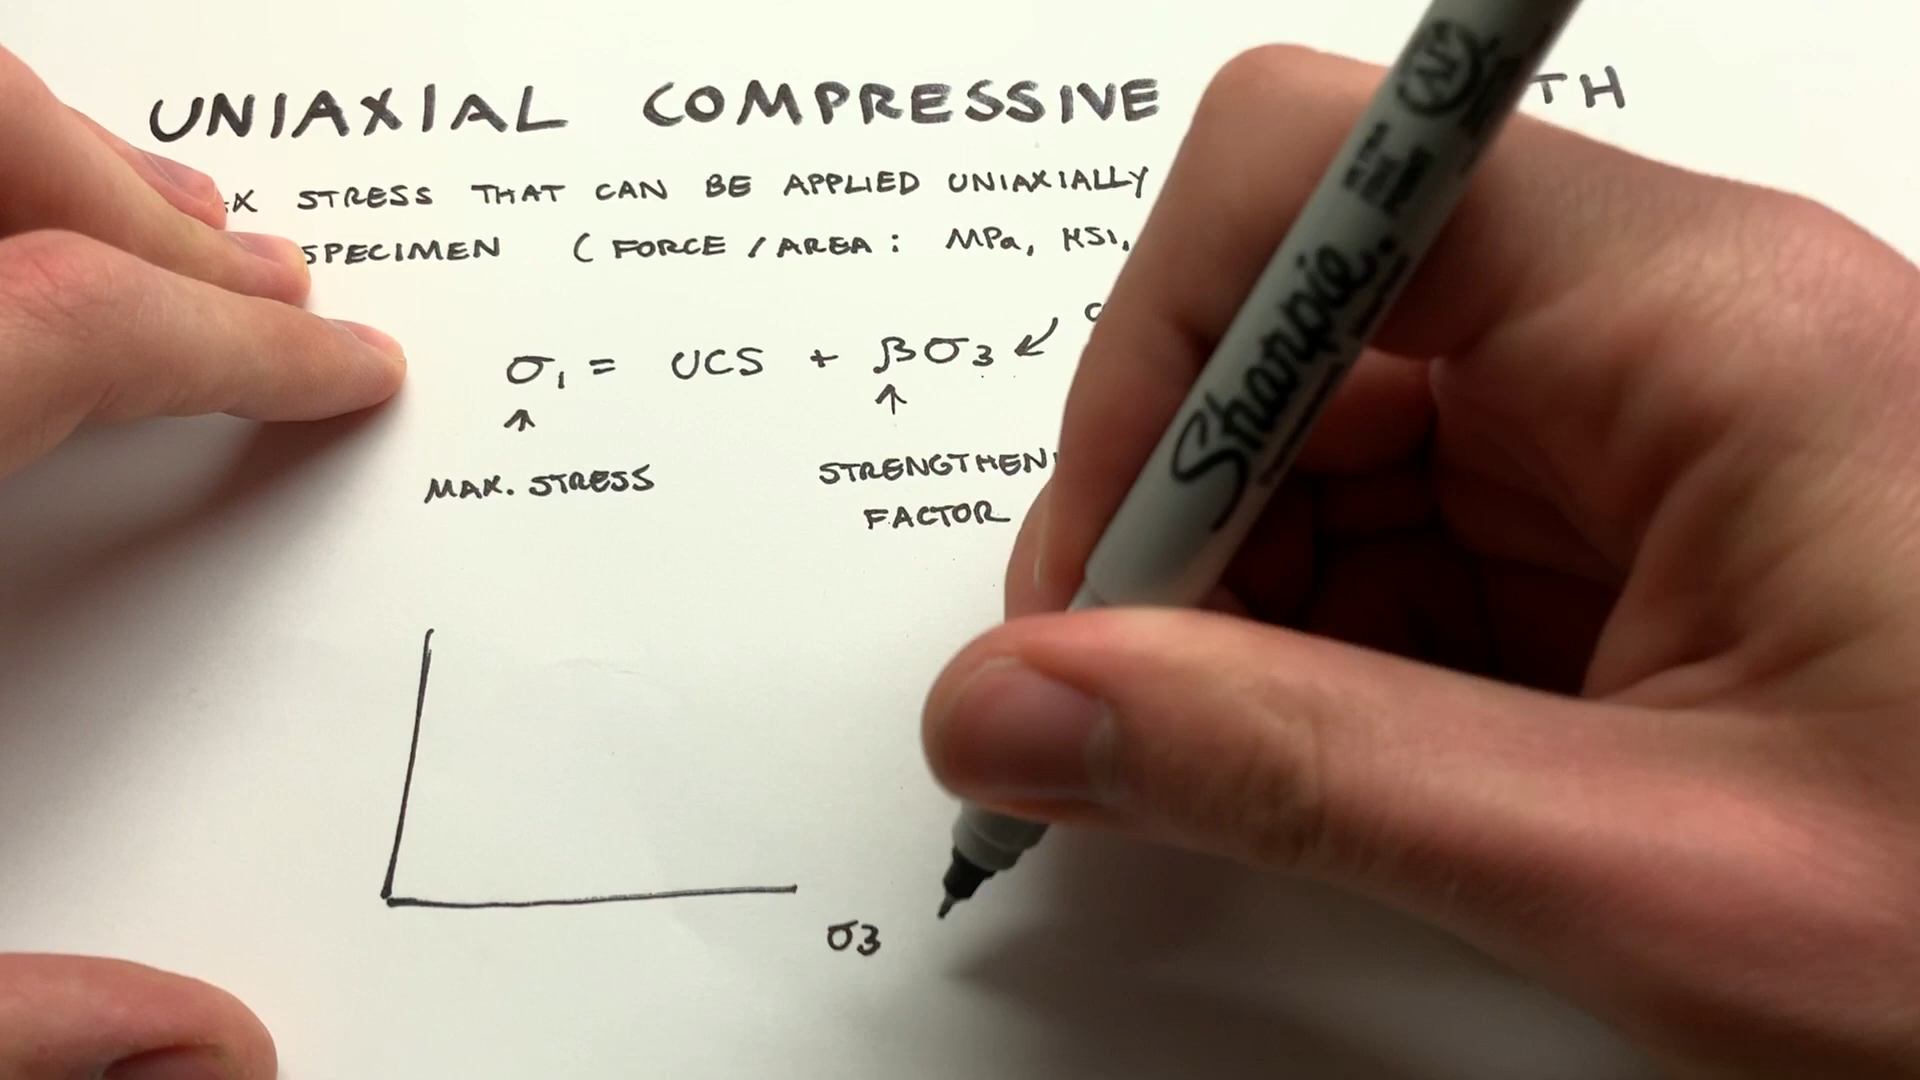 UNIAXIAL COMPRESSIVE TH
STRESS THAT CAN BE APPLIED UNIAXIALLY
SPECIMEN (FORCE / AREA : MPa, KSI,
σ1 = UCS + βσ3
MAX. STRESS
STRENGTHEN
FACTOR
σ3
Sharpie.